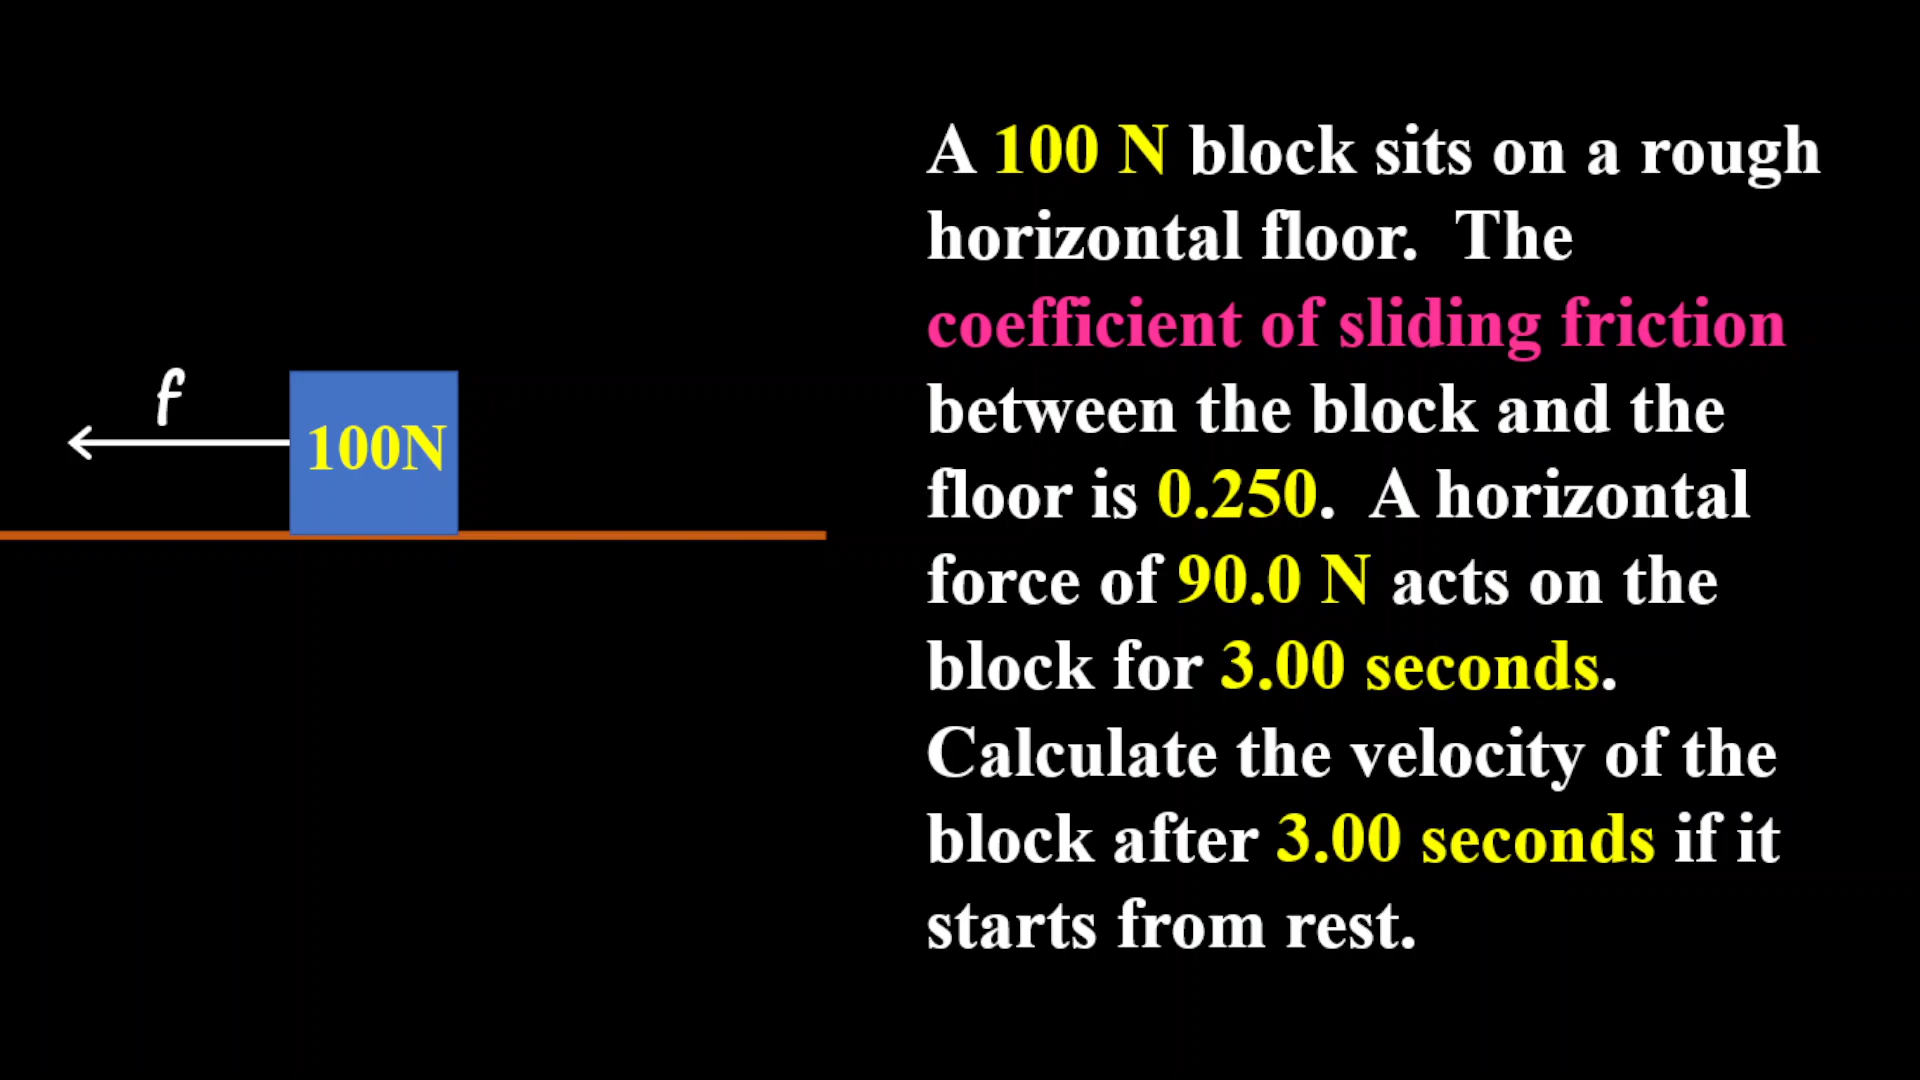 f
100N
A 100 N block sits on a rough
horizontal floor. The
coefficient of sliding friction
between the block and the
floor is 0.250. A horizontal
force of 90.0 N acts on the
block for 3.00 seconds.
Calculate the velocity of the
block after 3.00 seconds if it
starts from rest.